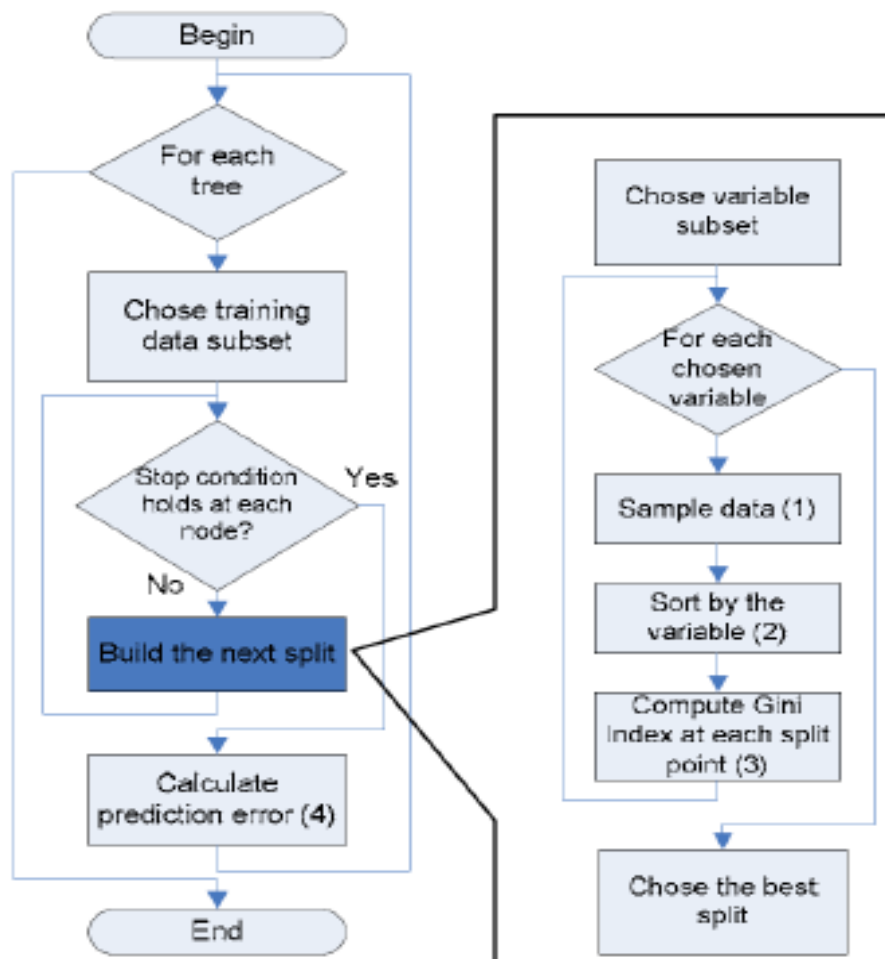 Begin
For each
tree
Chose training
data subset
Stop condition
holds at each
node?
Yes
No
Build the next split
Calculate
prediction error (4)
End
Chose variable
subset
For each
chosen
variable
Sample data (1)
Sort by the
variable (2)
Compute Gini
Index at each split
point (3)
Chose the best
split